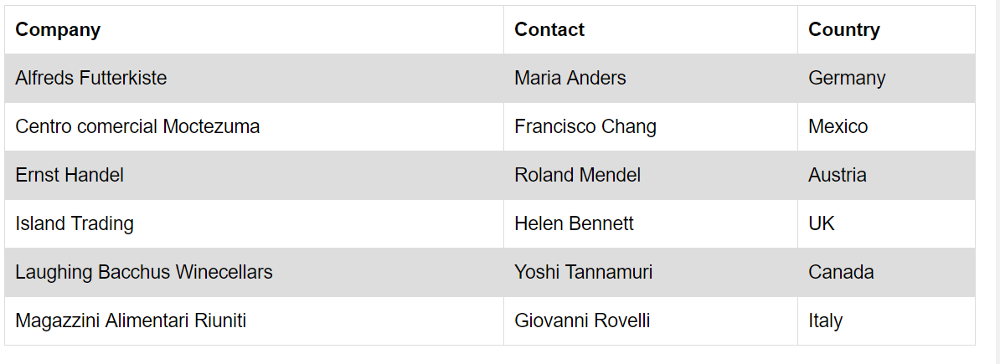 Company Contact Country
Alfreds Futterkiste Maria Anders Germany
Centro comercial Moctezuma Francisco Chang Mexico
Ernst Handel Roland Mendel Austria
Island Trading Helen Bennett UK
Laughing Bacchus Winecellars Yoshi Tannamuri Canada
Magazzini Alimentari Riuniti Giovanni Rovelli Italy